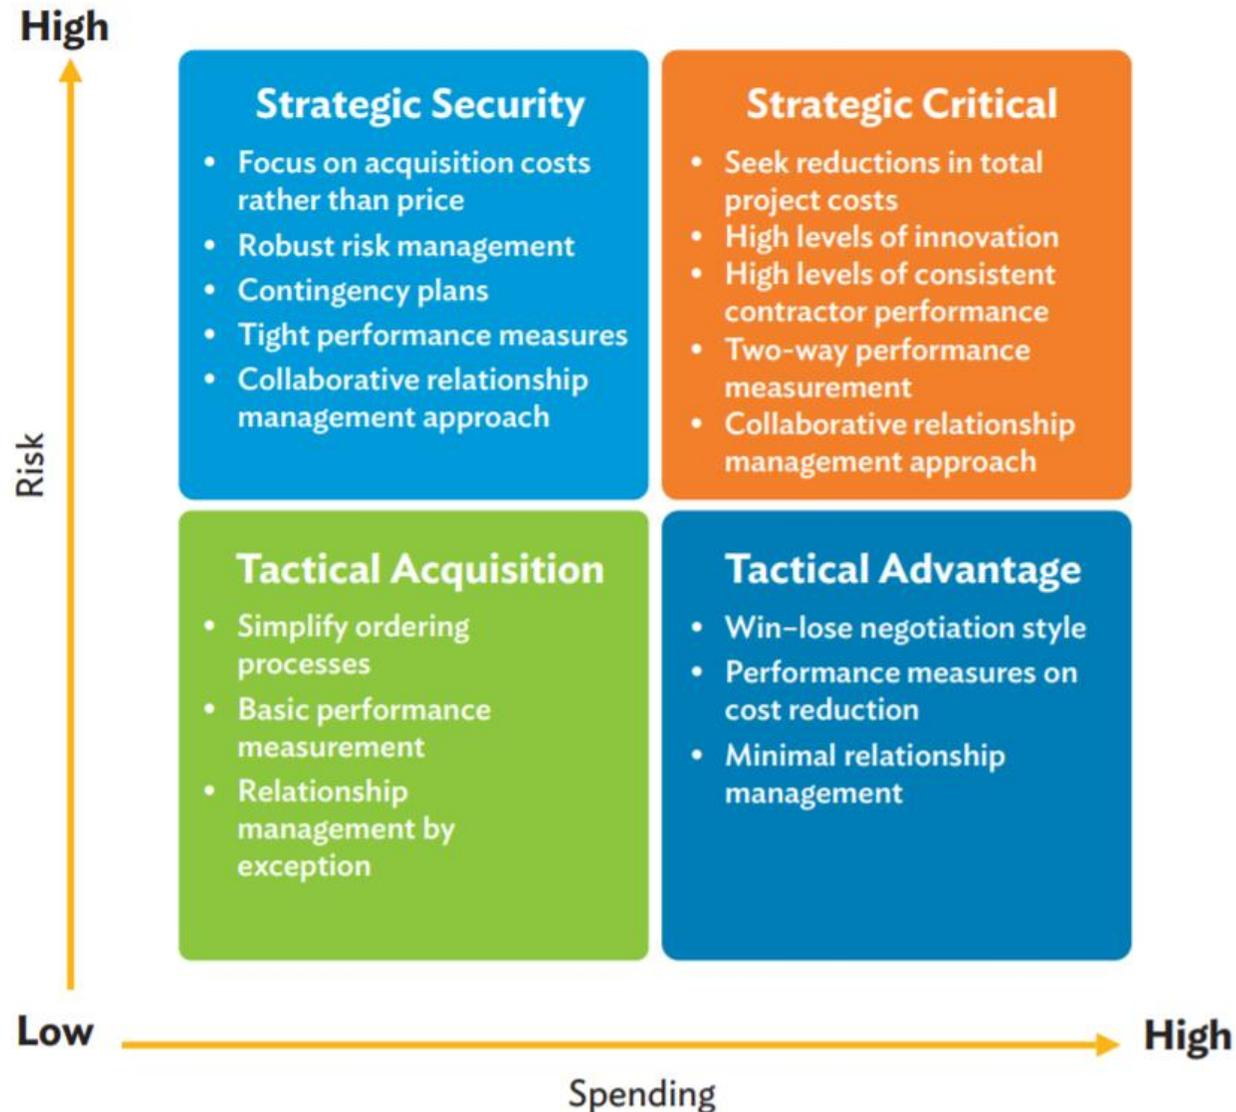 High
Strategic Security
• Focus on acquisition costs
rather than price
• Robust risk management
• Contingency plans
• Tight performance measures
• Collaborative relationship
management approach
Strategic Critical
• Seek reductions in total
project costs
• High levels of innovation
• High levels of consistent
contractor performance
• Two-way performance
measurement
• Collaborative relationship
management approach
Risk
Tactical Acquisition
• Simplify ordering
processes
• Basic performance
measurement
• Relationship
management by
exception
Tactical Advantage
• Win–lose negotiation style
• Performance measures on
cost reduction
• Minimal relationship
management
Low
High
Spending